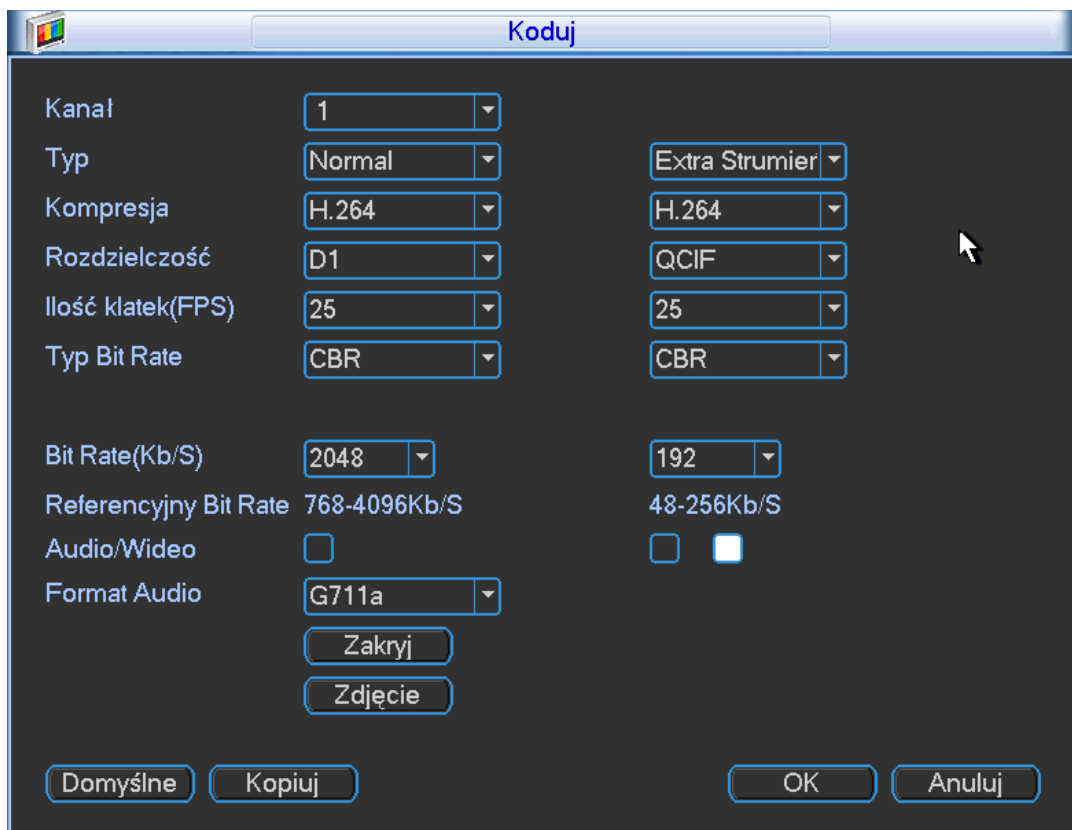 Koduj
Kanał 1
Typ Normal Extra Strumier
Kompresja H.264 H.264
Rozdzielczość D1 QCIF
Ilość klatek(FPS) 25 25
Typ Bit Rate CBR CBR
Bit Rate(Kb/S) 2048 192
Referencyjny Bit Rate 768-4096Kb/S 48-256Kb/S
Audio/Wideo
Format Audio G711a
Zakryj
Zdjęcie
Domyślne Kopiuj OK Anuluj